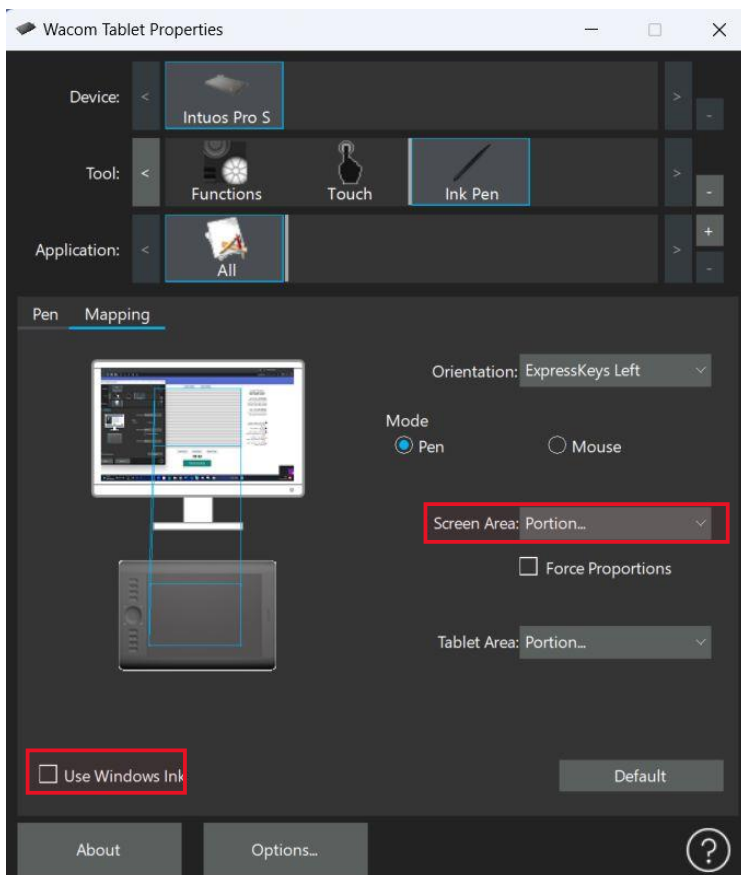 Wacom Tablet Properties
Device: < Intuos Pro S > -
Tool: < Functions Touch Ink Pen > -
Application: < All > + -
Pen Mapping
Orientation: ExpressKeys Left
Mode
Pen Mouse
Screen Area: Portion...
Force Proportions
Tablet Area: Portion...
Use Windows Ink Default
About Options... ?